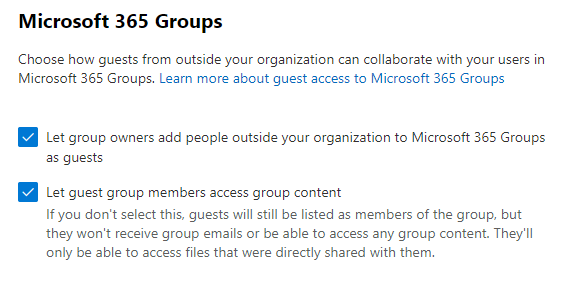 Microsoft 365 Groups
Choose how guests from outside your organization can collaborate with your users in
Microsoft 365 Groups. Learn more about guest access to Microsoft 365 Groups
Let group owners add people outside your organization to Microsoft 365 Groups
as guests
Let guest group members access group content
If you don't select this, guests will still be listed as members of the group, but
they won't receive group emails or be able to access any group content. They'll
only be able to access files that were directly shared with them.